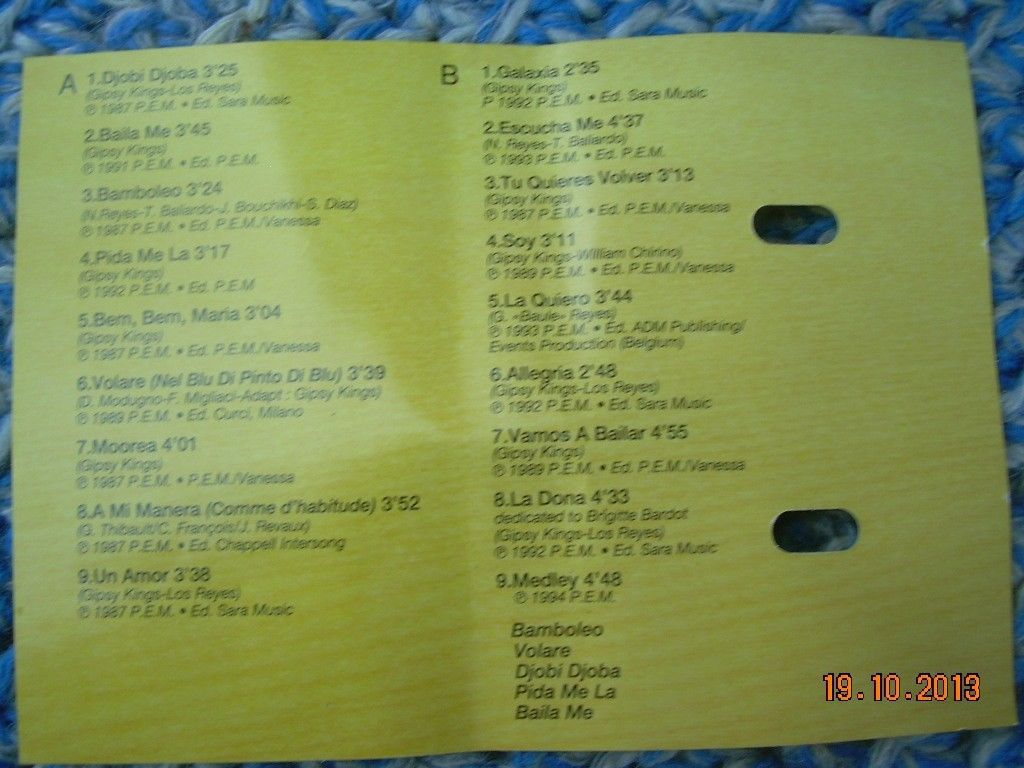 A
1.Djobi Djoba 3'25
(Gipsy Kings-Los Reyes)
℗ 1987 P.E.M. • Ed. Sara Music
2.Baila Me 3'45
(Gipsy Kings)
℗ 1991 P.E.M. • Ed. P.E.M.
3.Bamboleo 3'24
(N.Reyes-T. Baliardo-J. Bouchikhi-S. Diaz)
℗ 1987 P.E.M. • Ed. P.E.M./Vanessa
4.Pida Me La 3'17
(Gipsy Kings)
℗ 1992 P.E.M. • Ed. P.E.M
5.Bem, Bem, Maria 3'04
(Gipsy Kings)
℗ 1987 P.E.M. • Ed. P.E.M./Vanessa
6.Volare (Nel Blu Di Pinto Di Blu) 3'39
(D. Modugno-F. Migliaci-Adapt : Gipsy Kings)
℗ 1989 P.E.M. • Ed. Curci, Milano
7.Moorea 4'01
(Gipsy Kings)
℗ 1987 P.E.M. • P.E.M./Vanessa
8.A Mi Manera (Comme d'habitude) 3'52
(G. Thibault/C. François/J. Revaux)
℗ 1987 P.E.M. • Ed. Chappell Intersong
9.Un Amor 3'38
(Gipsy Kings-Los Reyes)
℗ 1987 P.E.M. • Ed. Sara Music
B
1.Galaxia 2'35
(Gipsy Kings)
P 1992 P.E.M. • Ed. Sara Music
2.Escucha Me 4'37
(N. Reyes-T. Baliardo)
℗ 1993 P.E.M. • Ed. P.E.M.
3.Tu Quieres Volver 3'13
(Gipsy Kings)
℗ 1987 P.E.M. • Ed. P.E.M./Vanessa
4.Soy 3'11
(Gipsy Kings-William Chirino)
℗ 1989 P.E.M. • Ed. P.E.M./Vanessa
5.La Quiero 3'44
(G. «Baule» Reyes)
℗ 1993 P.E.M. • Ed. ADM Publishing/
Events Production (Belgium)
6.Allegria 2'48
(Gipsy Kings-Los Reyes)
℗ 1992 P.E.M. • Ed. Sara Music
7.Vamos A Bailar 4'55
(Gipsy Kings)
℗ 1989 P.E.M. • Ed. P.E.M./Vanessa
8.La Dona 4'33
dedicated to Brigitte Bardot
(Gipsy Kings-Los Reyes)
℗ 1992 P.E.M. • Ed. Sara Music
9.Medley 4'48
℗ 1994 P.E.M.
Bamboleo
Volare
Djobi Djoba
Pida Me La
Baila Me
19.10.2013